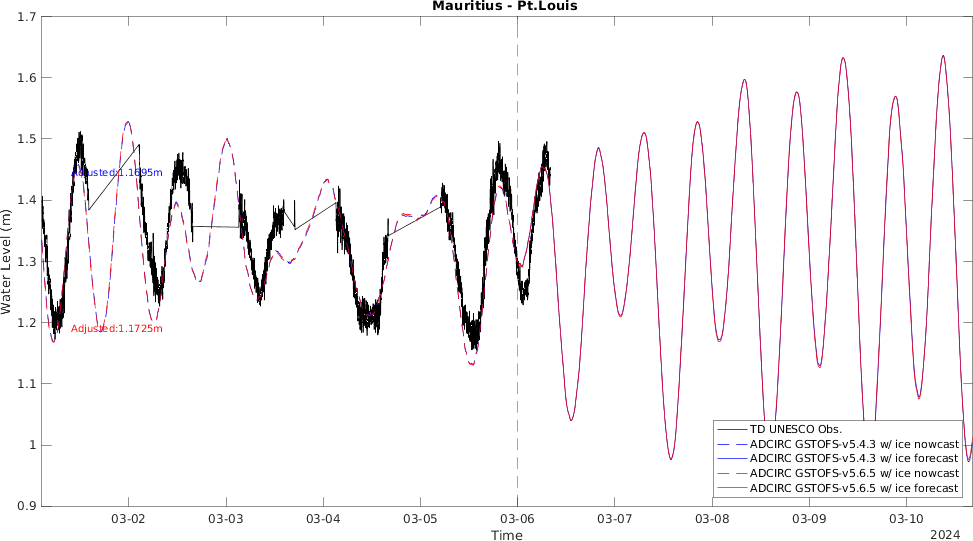 Mauritius - Pt.Louis
1.7
1.6
1.5
1.4
1.3
1.2
1.1
1
0.9
Water Level (m)
Adjusted:1.1695m
Adjusted:1.1725m
TD UNESCO Obs.
ADCIRC GSTOFS-v5.4.3 w/ ice nowcast
ADCIRC GSTOFS-v5.4.3 w/ ice forecast
ADCIRC GSTOFS-v5.6.5 w/ ice nowcast
ADCIRC GSTOFS-v5.6.5 w/ ice forecast
03-02 03-03 03-04 03-05 03-06 03-07 03-08 03-09 03-10
Time
2024